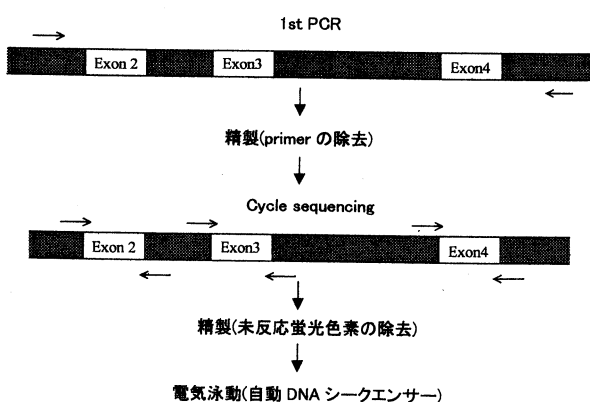 1st PCR
Exon 2 Exon3 Exon4
精製(primer の除去)
Cycle sequencing
Exon 2 Exon3 Exon4
精製(未反応蛍光色素の除去)
電気泳動(自動 DNA シークエンサー)